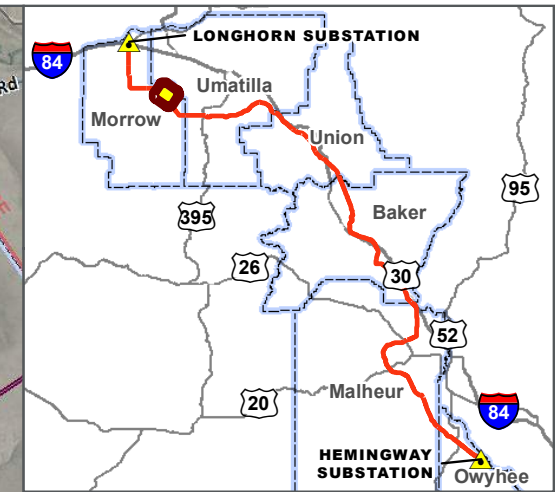 LONGHORN SUBSTATION
84
Rd
Umatilla
Morrow
Union
95
Baker
395
26
30
52
Malheur
20
84
HEMINGWAY
SUBSTATION
Owyhee